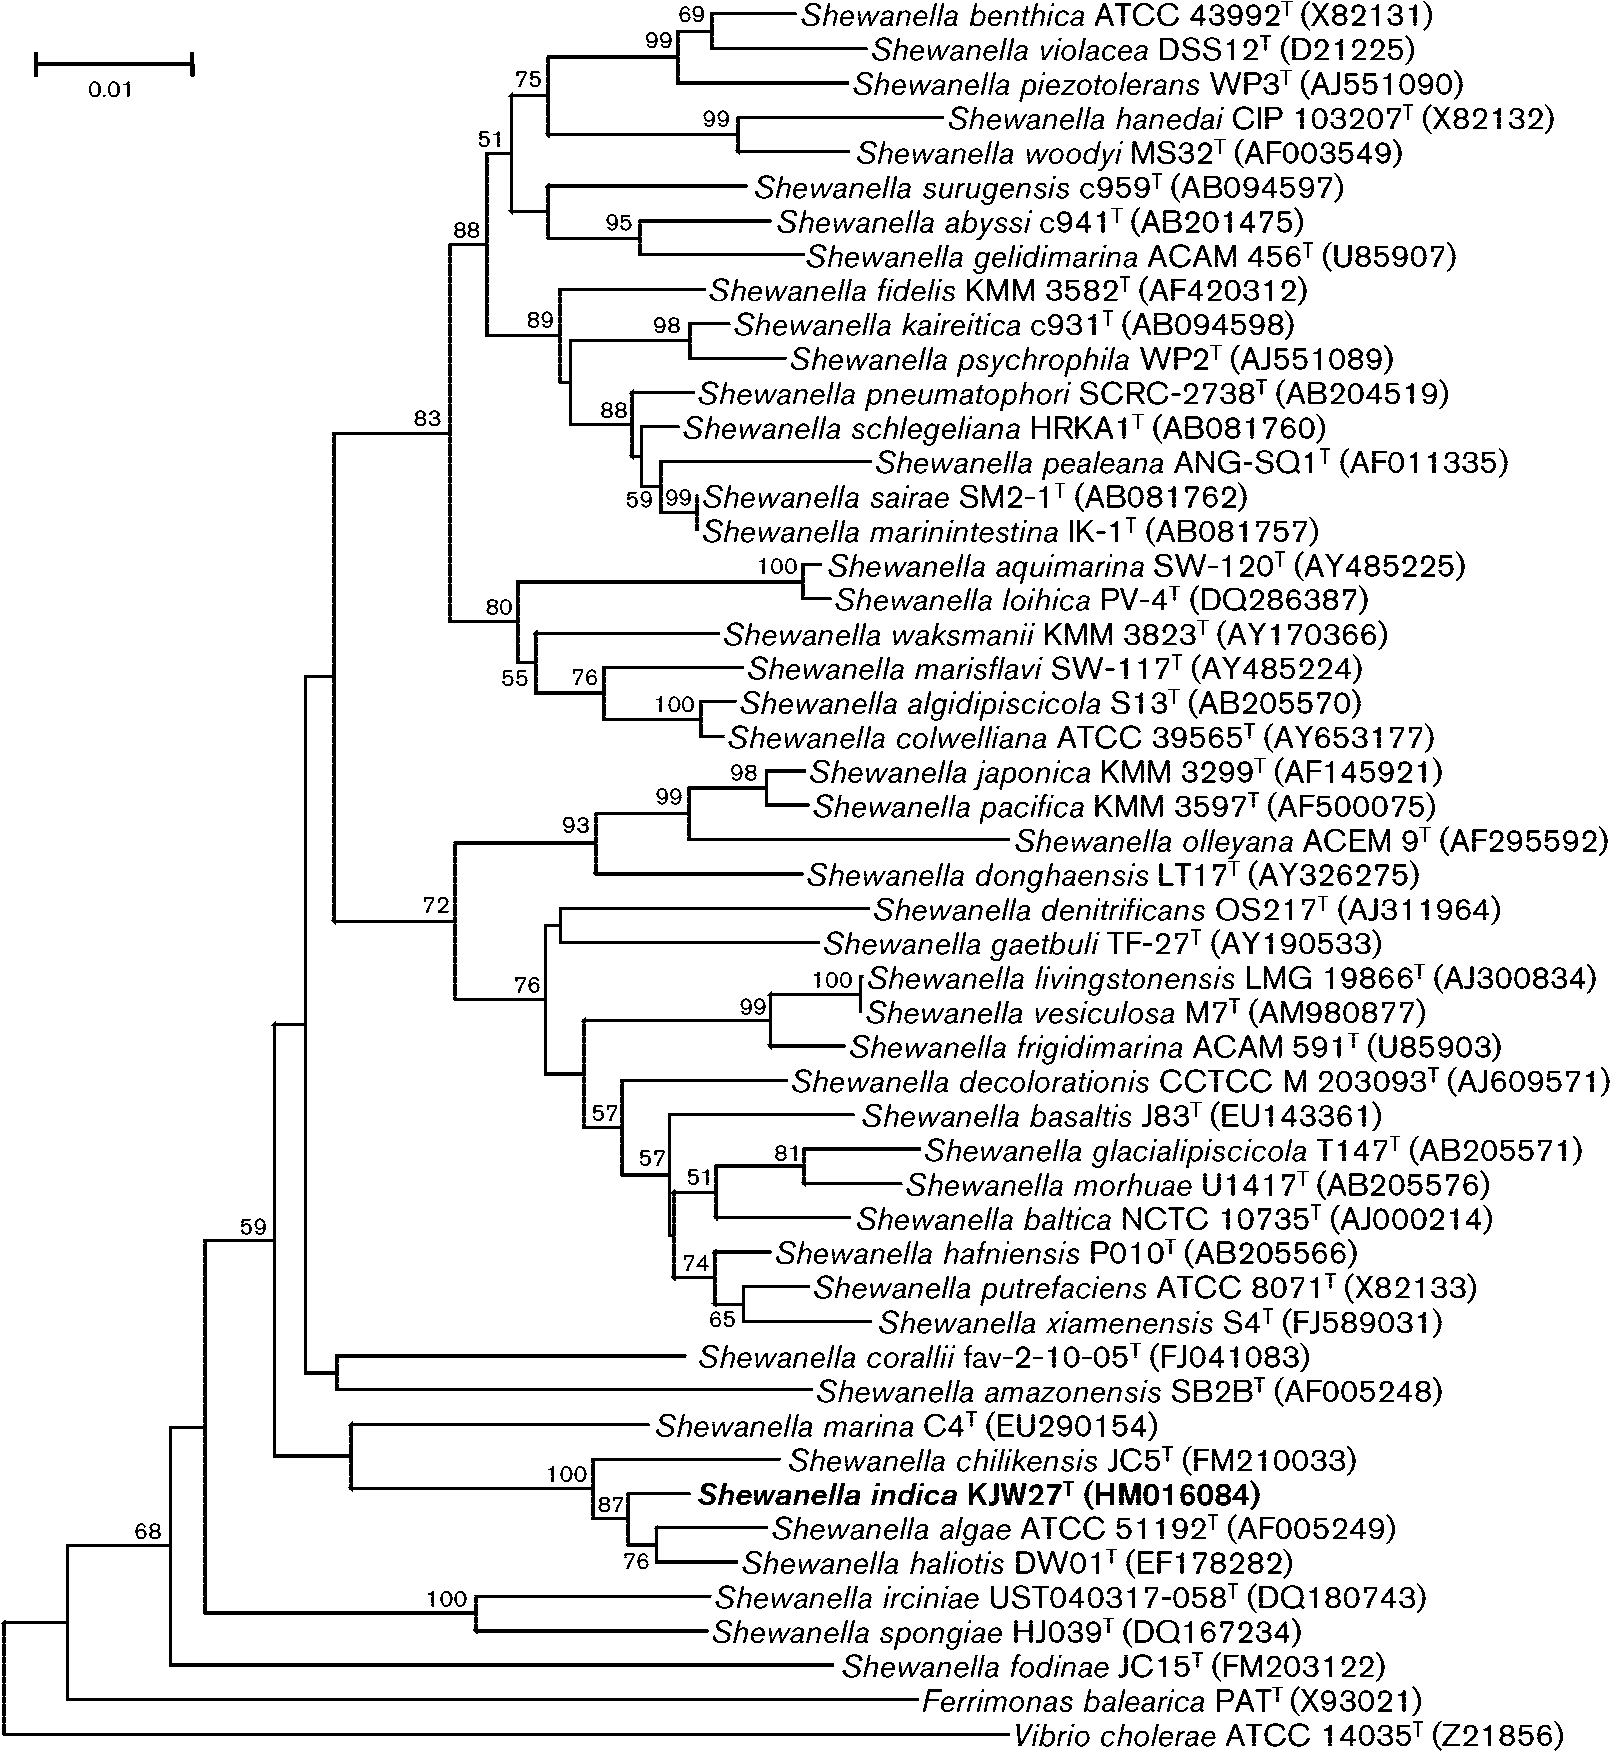 69
Shewanella benthica ATCC 43992ᵀ (X82131)
99
Shewanella violacea DSS12ᵀ (D21225)
0.01
75
Shewanella piezotolerans WP3ᵀ (AJ551090)
99
Shewanella hanedai CIP 103207ᵀ (X82132)
51
Shewanella woodyi MS32ᵀ (AF003549)
Shewanella surugensis c959ᵀ (AB094597)
88
95
Shewanella abyssi c941ᵀ (AB201475)
Shewanella gelidimarina ACAM 456ᵀ (U85907)
Shewanella fidelis KMM 3582ᵀ (AF420312)
89
98
Shewanella kaireitica c931ᵀ (AB094598)
Shewanella psychrophila WP2ᵀ (AJ551089)
Shewanella pneumatophori SCRC-2738ᵀ (AB204519)
83
88
Shewanella schlegeliana HRKA1ᵀ (AB081760)
Shewanella pealeana ANG-SQ1ᵀ (AF011335)
59
99
Shewanella sairae SM2-1ᵀ (AB081762)
Shewanella marinintestina IK-1ᵀ (AB081757)
100
Shewanella aquimarina SW-120ᵀ (AY485225)
80
Shewanella loihica PV-4ᵀ (DQ286387)
Shewanella waksmanii KMM 3823ᵀ (AY170366)
55
76
Shewanella marisflavi SW-117ᵀ (AY485224)
100
Shewanella algidipiscicola S13ᵀ (AB205570)
Shewanella colwelliana ATCC 39565ᵀ (AY653177)
98
Shewanella japonica KMM 3299ᵀ (AF145921)
99
Shewanella pacifica KMM 3597ᵀ (AF500075)
93
Shewanella olleyana ACEM 9ᵀ (AF295592)
Shewanella donghaensis LT17ᵀ (AY326275)
72
Shewanella denitrificans OS217ᵀ (AJ311964)
Shewanella gaetbuli TF-27ᵀ (AY190533)
76
100
Shewanella livingstonensis LMG 19866ᵀ (AJ300834)
99
Shewanella vesiculosa M7ᵀ (AM980877)
Shewanella frigidimarina ACAM 591ᵀ (U85903)
Shewanella decolorationis CCTCC M 203093ᵀ (AJ609571)
57
Shewanella basaltis J83ᵀ (EU143361)
57
81
Shewanella glacialipiscicola T147ᵀ (AB205571)
51
Shewanella morhuae U1417ᵀ (AB205576)
Shewanella baltica NCTC 10735ᵀ (AJ000214)
59
74
Shewanella hafniensis P010ᵀ (AB205566)
Shewanella putrefaciens ATCC 8071ᵀ (X82133)
65
Shewanella xiamenensis S4ᵀ (FJ589031)
Shewanella corallii fav-2-10-05ᵀ (FJ041083)
Shewanella amazonensis SB2Bᵀ (AF005248)
Shewanella marina C4ᵀ (EU290154)
Shewanella chilikensis JC5ᵀ (FM210033)
100
87
Shewanella indica KJW27ᵀ (HM016084)
68
Shewanella algae ATCC 51192ᵀ (AF005249)
76
Shewanella haliotis DW01ᵀ (EF178282)
100
Shewanella irciniae UST040317-058ᵀ (DQ180743)
Shewanella spongiae HJ039ᵀ (DQ167234)
Shewanella fodinae JC15ᵀ (FM203122)
Ferrimonas balearica PATᵀ (X93021)
Vibrio cholerae ATCC 14035ᵀ (Z21856)